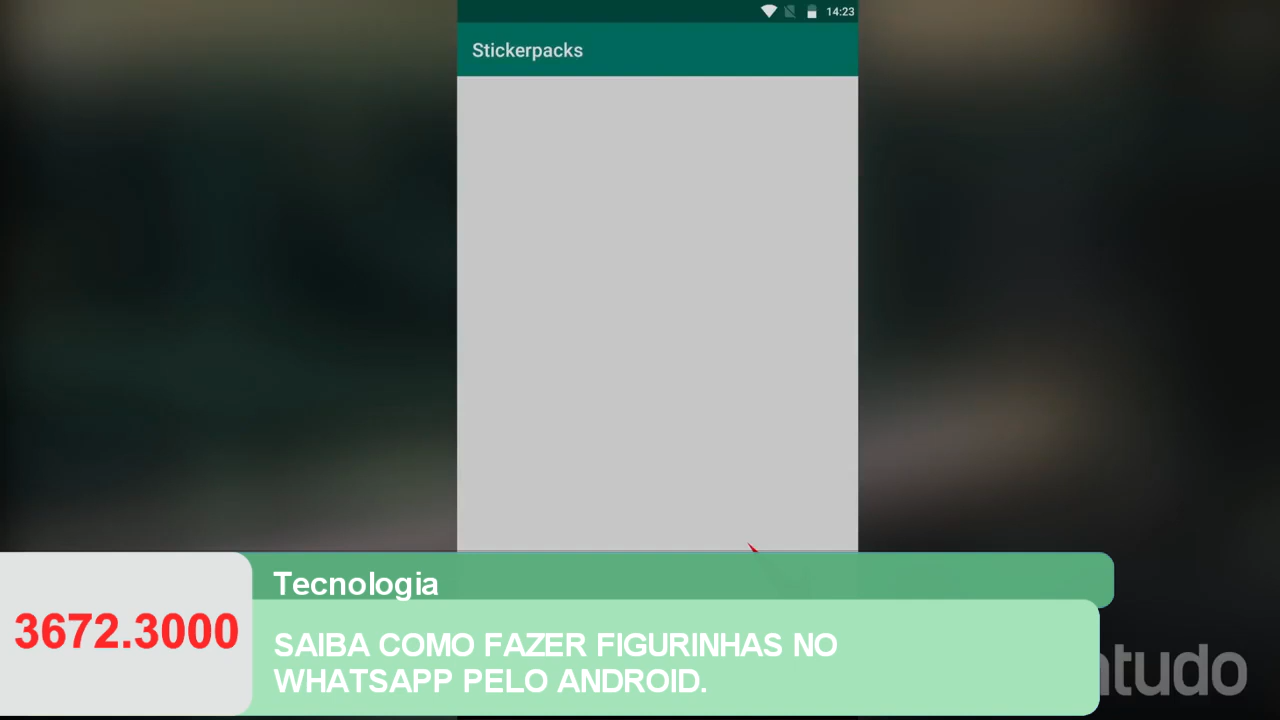 14:23
Stickerpacks
Tecnologia
3672.3000
SAIBA COMO FAZER FIGURINHAS NO
WHATSAPP PELO ANDROID.